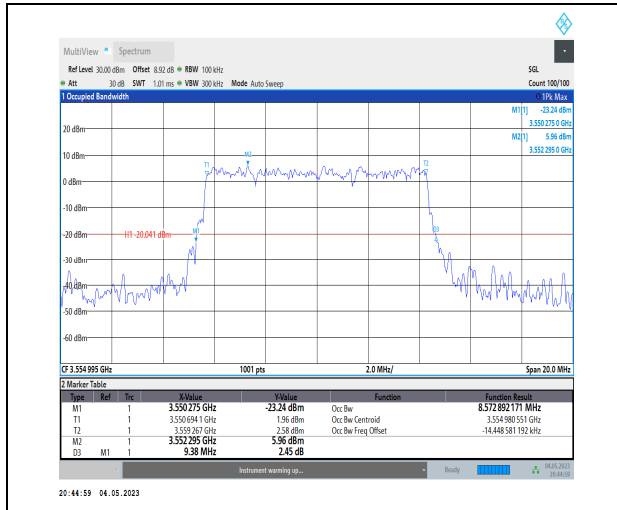 MultiView Spectrum
Ref Level 30.00 dBm Offset 8.92 dB RBW 100 kHz SGL
Att 30 dB SWT 1.01 ms VBW 300 kHz Mode Auto Sweep Count 100/100
1 Occupied Bandwidth 1Pk Max
M1[1] -23.24 dBm
3.550 275 0 GHz
M2[1] 5.96 dBm
3.552 295 0 GHz
20 dBm
10 dBm
M2
T1
T2
0 dBm
-10 dBm
-20 dBm
H1 -20.041 dBm
M1
D3
-30 dBm
-40 dBm
-50 dBm
-60 dBm
CF 3.554 995 GHz 1001 pts 2.0 MHz/ Span 20.0 MHz
2 Marker Table
Type Ref Trc X-Value Y-Value Function Function Result
M1 1 3.550 275 GHz -23.24 dBm Occ Bw 8.572 892 171 MHz
T1 1 3.550 694 1 GHz 1.96 dBm Occ Bw Centroid 3.554 980 551 GHz
T2 1 3.559 267 GHz 2.58 dBm Occ Bw Freq Offset -14.448 581 192 kHz
M2 1 3.552 295 GHz 5.96 dBm
D3 M1 1 9.38 MHz 2.45 dB
Instrument warming up... Ready 04.05.2023
20:44:59
20:44:59 04.05.2023